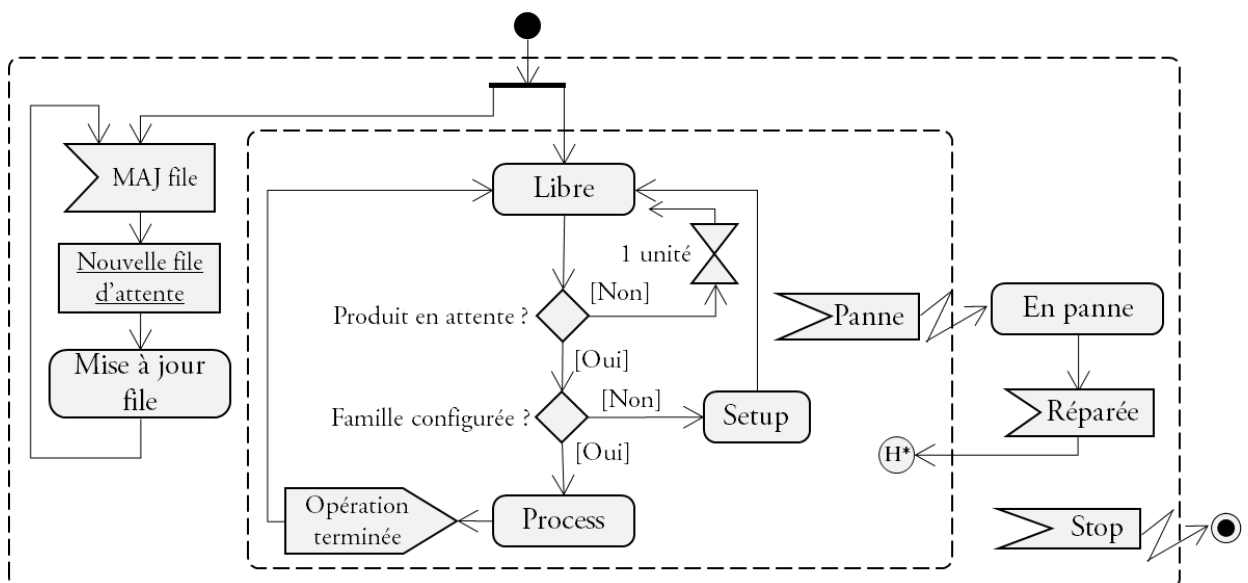 MAJ file
Nouvelle file
d'attente
Mise à jour
file
Libre
1 unité
[Non]
Produit en attente ?
[Oui]
[Non]
Famille configurée ?
Setup
[Oui]
Opération
terminée
Process
Panne
En panne
Réparée
H*
Stop